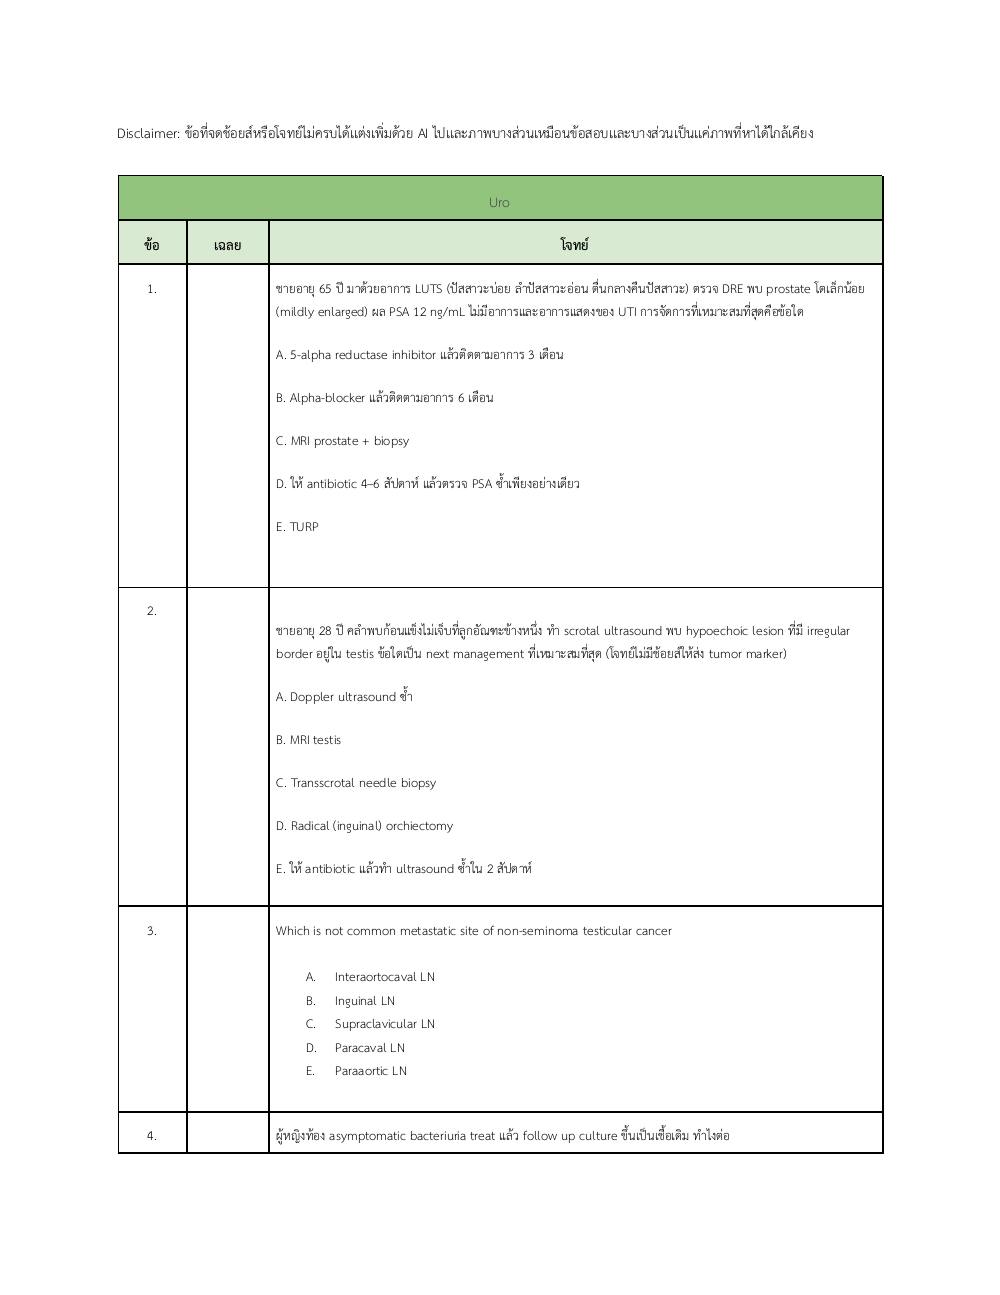 Disclaimer: ข้อที่จดช้อยส์หรือโจทย์ไม่ครบได้แต่งเพิ่มด้วย AI ไปและภาพบางส่วนเหมือนข้อสอบและบางส่วนเป็นแค่ภาพที่หาได้ใกล้เคียง
Uro
ข้อ เฉลย โจทย์
1. ชายอายุ 65 ปี มาด้วยอาการ LUTS (ปัสสาวะบ่อย ลำปัสสาวะอ่อน ตื่นกลางคืนปัสสาวะ) ตรวจ DRE พบ prostate โตเล็กน้อย
(mildly enlarged) ผล PSA 12 ng/mL ไม่มีอาการและอาการแสดงของ UTI การจัดการที่เหมาะสมที่สุดคือข้อใด
A. 5-alpha reductase inhibitor แล้วติดตามอาการ 3 เดือน
B. Alpha-blocker แล้วติดตามอาการ 6 เดือน
C. MRI prostate + biopsy
D. ให้ antibiotic 4–6 สัปดาห์ แล้วตรวจ PSA ซ้ำเพียงอย่างเดียว
E. TURP
2.
ชายอายุ 28 ปี คลำพบก้อนแข็งไม่เจ็บที่ลูกอัณฑะข้างหนึ่ง ทำ scrotal ultrasound พบ hypoechoic lesion ที่มี irregular
border อยู่ใน testis ข้อใดเป็น next management ที่เหมาะสมที่สุด (โจทย์ไม่มีช้อยส์ให้ส่ง tumor marker)
A. Doppler ultrasound ซ้ำ
B. MRI testis
C. Transscrotal needle biopsy
D. Radical (inguinal) orchiectomy
E. ให้ antibiotic แล้วทำ ultrasound ซ้ำใน 2 สัปดาห์
3. Which is not common metastatic site of non-seminoma testicular cancer
A. Interaortocaval LN
B. Inguinal LN
C. Supraclavicular LN
D. Paracaval LN
E. Paraaortic LN
4. ผู้หญิงท้อง asymptomatic bacteriuria treat แล้ว follow up culture ขึ้นเป็นเชื้อเดิม ทำไงต่อ